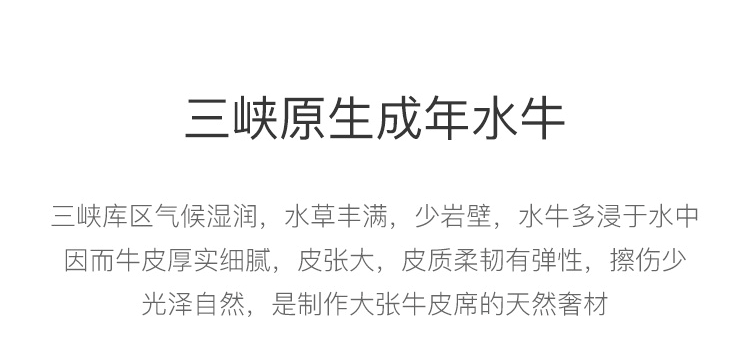 三峡原生成年水牛
三峡库区气候湿润，水草丰满，少岩壁，水牛多浸于水中
因而牛皮厚实细腻，皮张大，皮质柔韧有弹性，擦伤少
光泽自然，是制作大张牛皮席的天然奢材